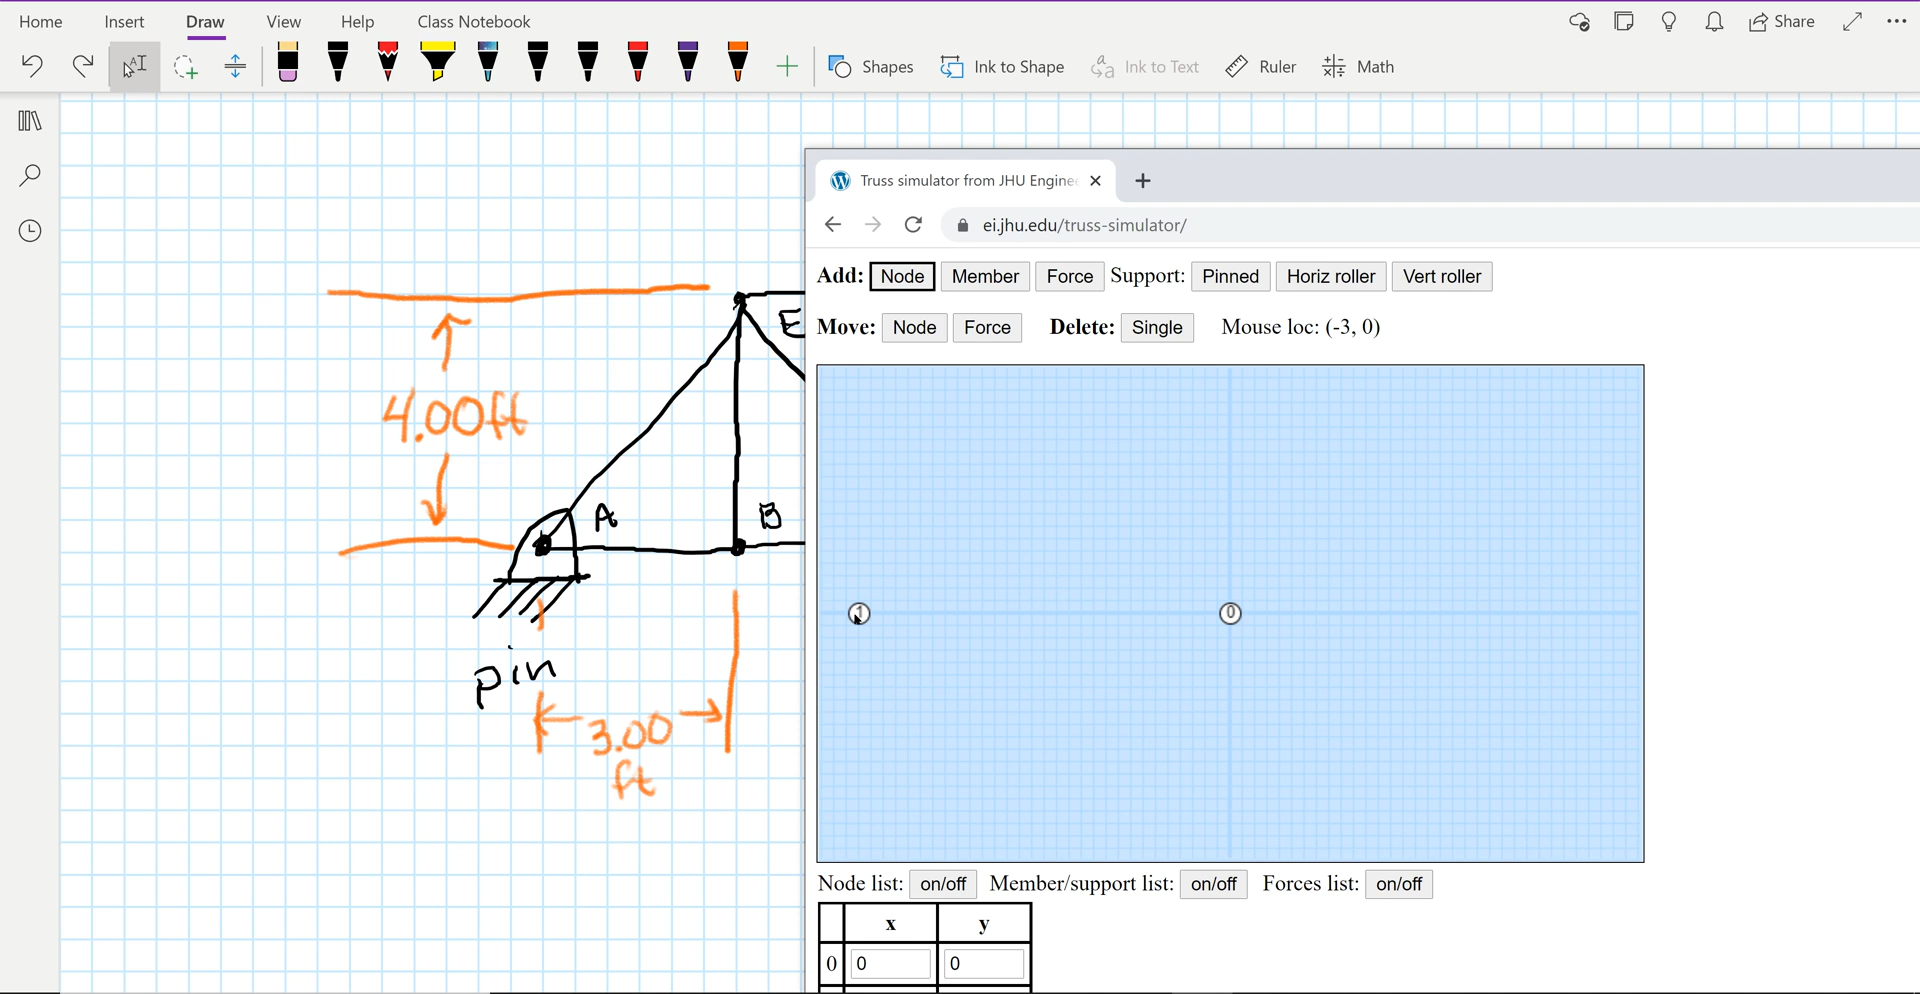 Home Insert Draw View Help Class Notebook Share
Shapes Ink to Shape Ink to Text Ruler Math
4.00ft
A
B
E
pin
3.00
ft
Truss simulator from JHU Engine
ei.jhu.edu/truss-simulator/
Add: Node Member Force Support: Pinned Horiz roller Vert roller
Move: Node Force Delete: Single Mouse loc: (-3, 0)
1 0
Node list: on/off Member/support list: on/off Forces list: on/off
x y
0 0 0